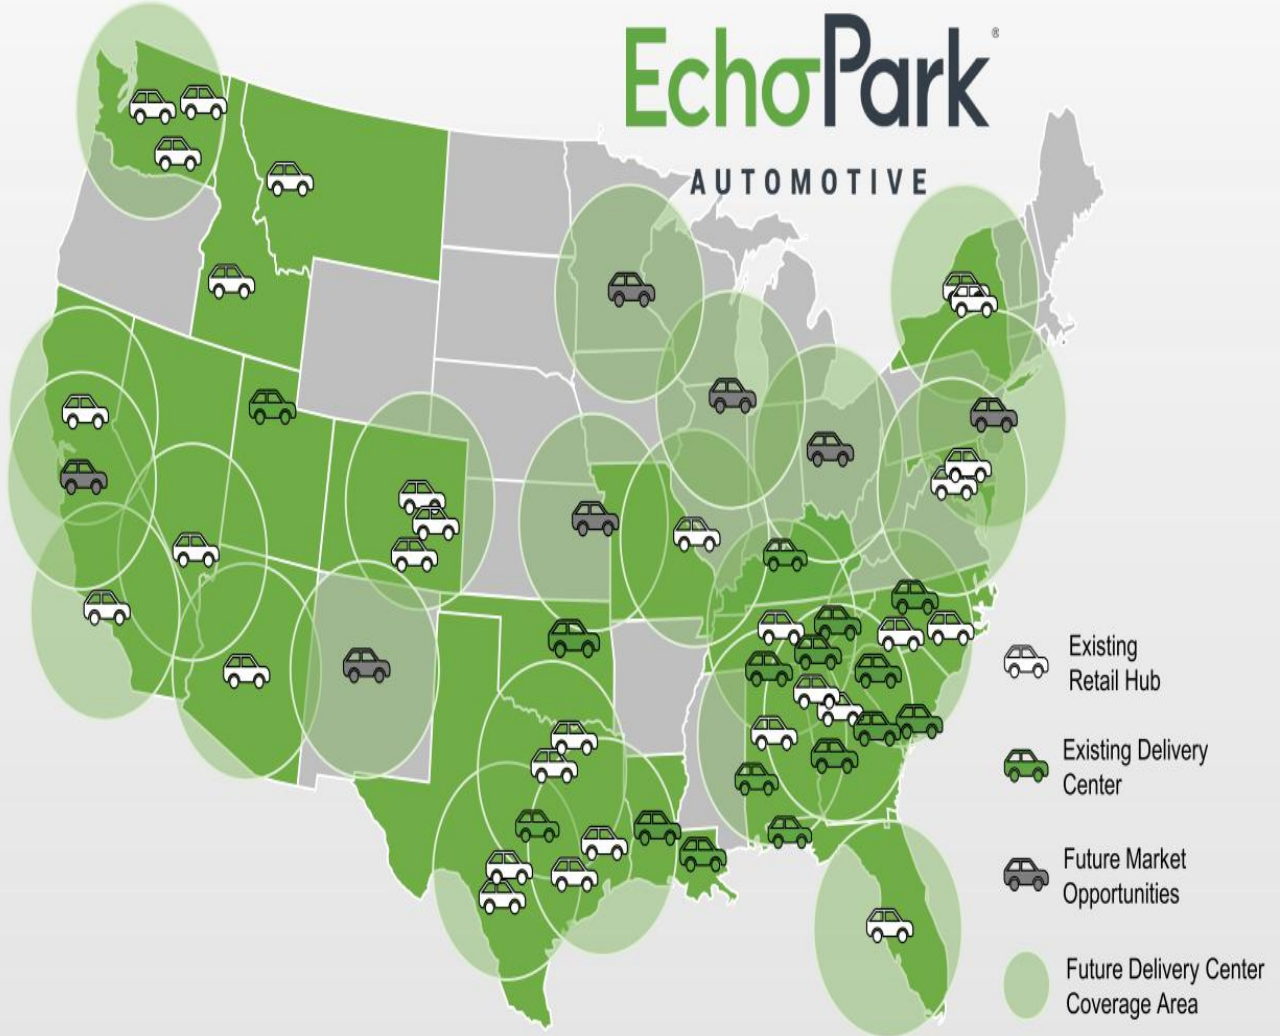 EchoPark®
AUTOMOTIVE
Existing
Retail Hub
Existing Delivery
Center
Future Market
Opportunities
Future Delivery Center
Coverage Area